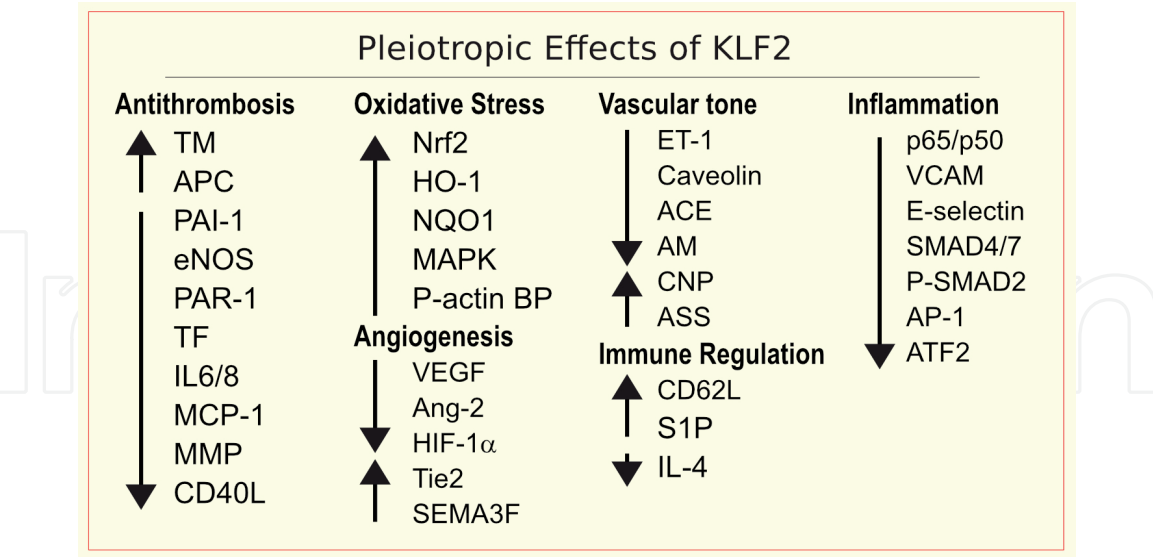 Pleiotropic Effects of KLF2
Antithrombosis
TM
APC
PAI-1
eNOS
PAR-1
TF
IL6/8
MCP-1
MMP
CD40L
Oxidative Stress
Nrf2
HO-1
NQO1
MAPK
P-actin BP
Angiogenesis
VEGF
Ang-2
HIF-1α
Tie2
SEMA3F
Vascular tone
ET-1
Caveolin
ACE
AM
CNP
ASS
Immune Regulation
CD62L
S1P
IL-4
Inflammation
p65/p50
VCAM
E-selectin
SMAD4/7
P-SMAD2
AP-1
ATF2